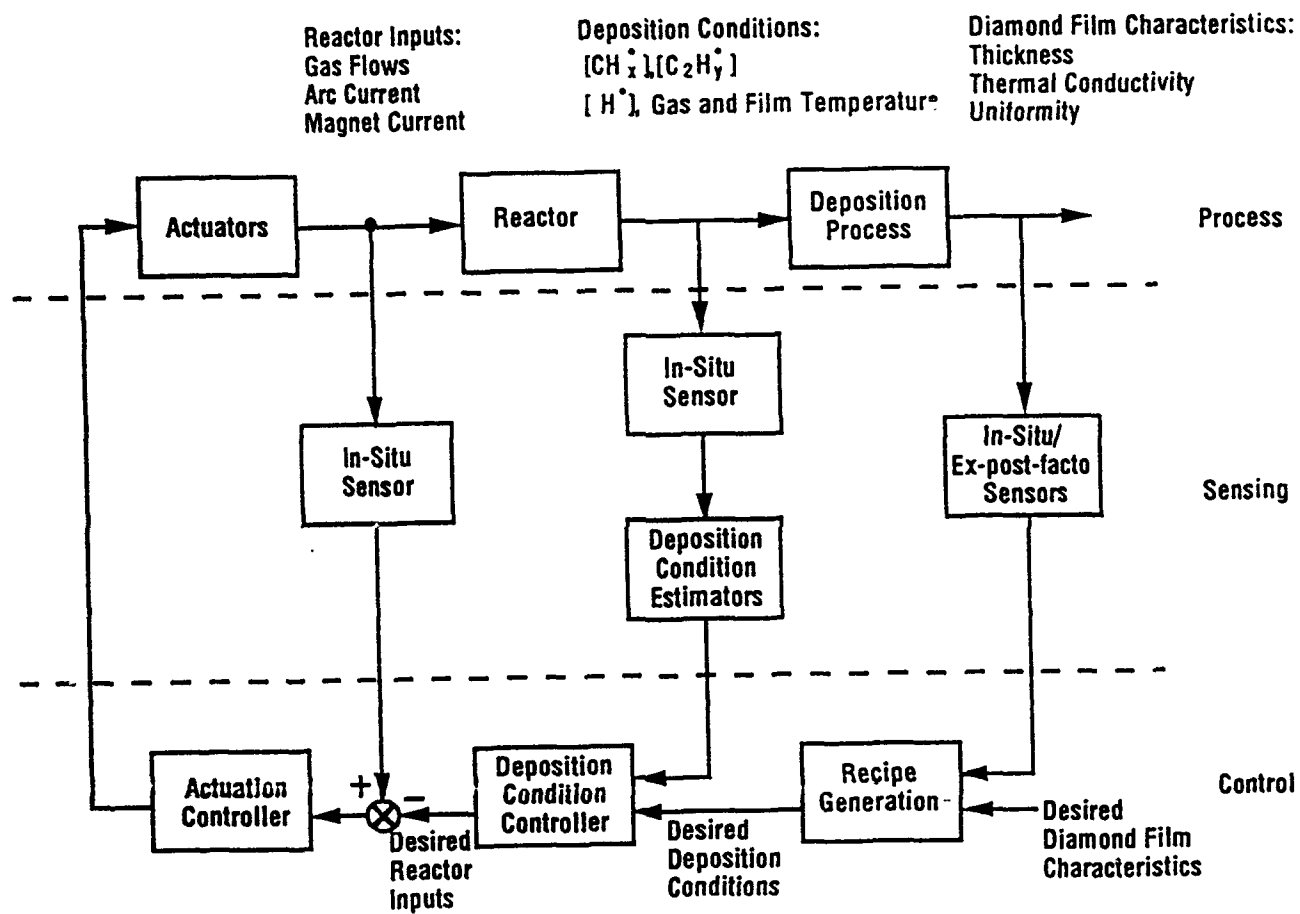 Reactor Inputs:
Gas Flows
Arc Current
Magnet Current
Deposition Conditions:
[CH•x],[C2H•y]
[H•], Gas and Film Temperature
Diamond Film Characteristics:
Thickness
Thermal Conductivity
Uniformity
Actuators
Reactor
Deposition
Process
Process
In-Situ
Sensor
In-Situ
Sensor
In-Situ/
Ex-post-facto
Sensors
Sensing
Deposition
Condition
Estimators
Actuation
Controller
+
−
Desired
Reactor
Inputs
Deposition
Condition
Controller
Desired
Deposition
Conditions
Recipe
Generation
Desired
Diamond Film
Characteristics
Control